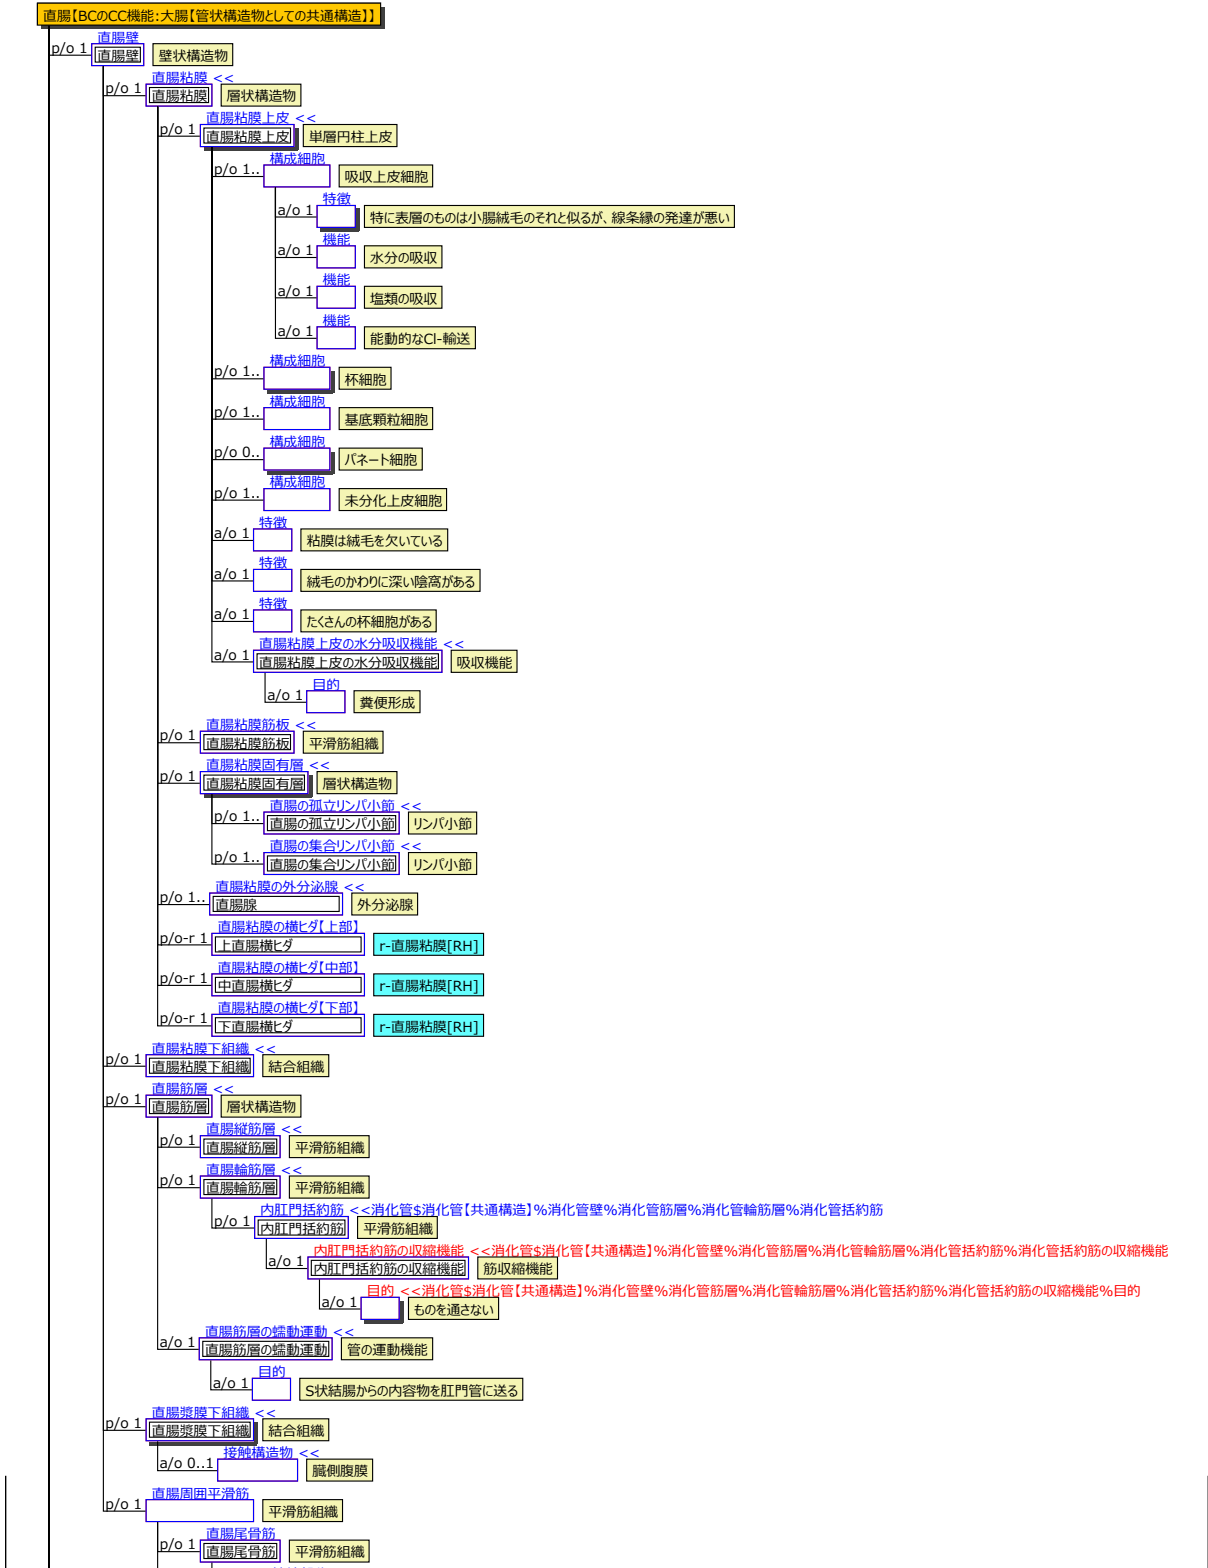 直腸【BCのCC機能:大腸【管状構造物としての共通構造】】
直腸壁
p/o 1 直腸壁 壁状構造物
直腸粘膜 <<
p/o 1 直腸粘膜 層状構造物
直腸粘膜上皮 <<
p/o 1 直腸粘膜上皮 単層円柱上皮
構成細胞
p/o 1.. 吸収上皮細胞
特徴
a/o 1 特に表層のものは小腸絨毛のそれと似るが、線条縁の発達が悪い
機能
a/o 1 水分の吸収
機能
a/o 1 塩類の吸収
機能
a/o 1 能動的なCl-輸送
構成細胞
p/o 1.. 杯細胞
構成細胞
p/o 1.. 基底顆粒細胞
構成細胞
p/o 0.. パネート細胞
構成細胞
p/o 1.. 未分化上皮細胞
特徴
a/o 1 粘膜は絨毛を欠いている
特徴
a/o 1 絨毛のかわりに深い陰窩がある
特徴
a/o 1 たくさんの杯細胞がある
直腸粘膜上皮の水分吸収機能 <<
a/o 1 直腸粘膜上皮の水分吸収機能 吸収機能
目的
a/o 1 糞便形成
直腸粘膜筋板 <<
p/o 1 直腸粘膜筋板 平滑筋組織
直腸粘膜固有層 <<
p/o 1 直腸粘膜固有層 層状構造物
直腸の孤立リンパ小節 <<
p/o 1.. 直腸の孤立リンパ小節 リンパ小節
直腸の集合リンパ小節 <<
p/o 1.. 直腸の集合リンパ小節 リンパ小節
直腸粘膜の外分泌腺 <<
p/o 1.. 直腸腺 外分泌腺
直腸粘膜の横ヒダ【上部】
p/o-r 1 上直腸横ヒダ r-直腸粘膜[RH]
直腸粘膜の横ヒダ【中部】
p/o-r 1 中直腸横ヒダ r-直腸粘膜[RH]
直腸粘膜の横ヒダ【下部】
p/o-r 1 下直腸横ヒダ r-直腸粘膜[RH]
直腸粘膜下組織 <<
p/o 1 直腸粘膜下組織 結合組織
直腸筋層 <<
p/o 1 直腸筋層 層状構造物
直腸縦筋層 <<
p/o 1 直腸縦筋層 平滑筋組織
直腸輪筋層 <<
p/o 1 直腸輪筋層 平滑筋組織
内肛門括約筋 <<消化管$消化管【共通構造】%消化管壁%消化管筋層%消化管輪筋層%消化管括約筋
p/o 1 内肛門括約筋 平滑筋組織
内肛門括約筋の収縮機能 <<消化管$消化管【共通構造】%消化管壁%消化管筋層%消化管輪筋層%消化管括約筋%消化管括約筋の収縮機能
a/o 1 内肛門括約筋の収縮機能 筋収縮機能
目的 <<消化管$消化管【共通構造】%消化管壁%消化管筋層%消化管輪筋層%消化管括約筋%消化管括約筋の収縮機能%目的
a/o 1 ものを通さない
直腸筋層の蠕動運動 <<
a/o 1 直腸筋層の蠕動運動 管の運動機能
目的
a/o 1 S状結腸からの内容物を肛門管に送る
直腸漿膜下組織 <<
p/o 1 直腸漿膜下組織 結合組織
接触構造物 <<
a/o 0..1 臓側腹膜
直腸周囲平滑筋
p/o 1 平滑筋組織
直腸尾骨筋
p/o 1 直腸尾骨筋 平滑筋組織